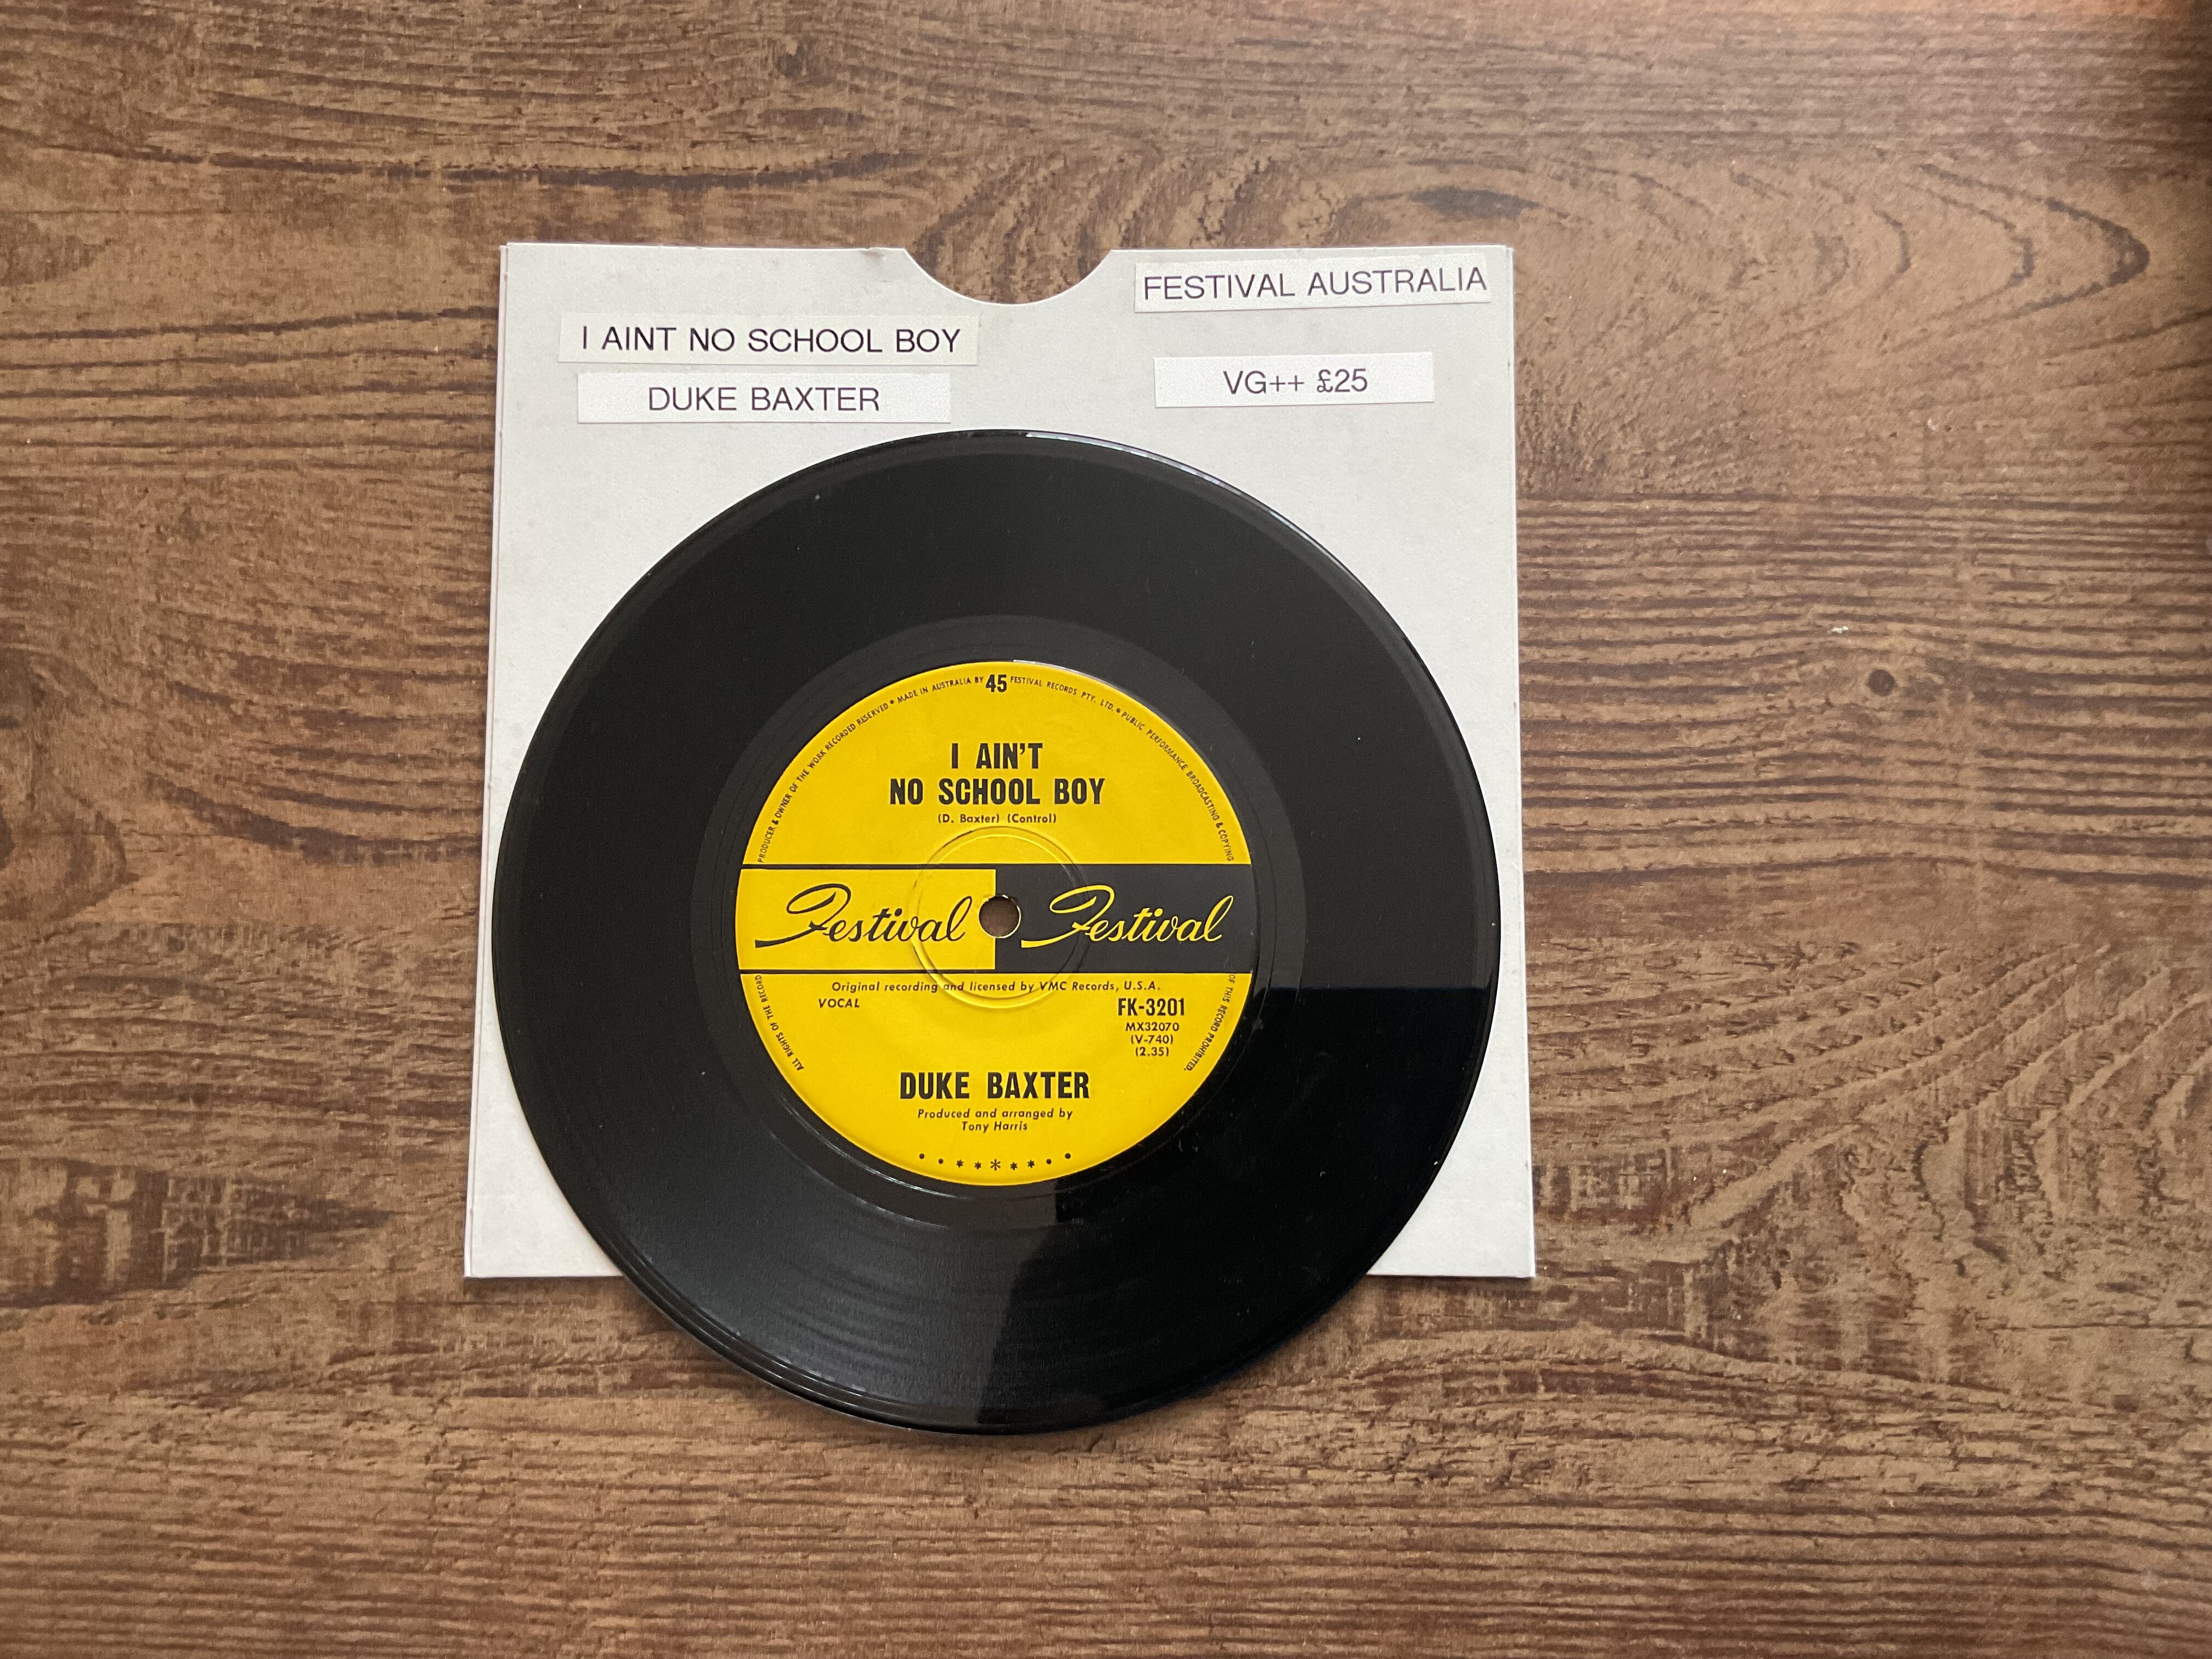 FESTIVAL AUSTRALIA
I AINT NO SCHOOL BOY
DUKE BAXTER
VG++ £25
PRODUCER & OWNER OF THE WORK RECORDED RESERVED * MADE IN AUSTRALIA BY 45 FESTIVAL RECORDS PTY. LTD. * PUBLIC PERFORMANCE BROADCASTING & COPYING
I AIN'T
NO SCHOOL BOY
(D. Baxter) (Control)
Festival Festival
Original recording and licensed by VMC Records, U.S.A.
VOCAL
FK-3201
MX32070
(V-740)
(2.35)
ALL RIGHTS OF THE RECORD
OF THIS RECORD PROHIBITED.
DUKE BAXTER
Produced and arranged by
Tony Harris